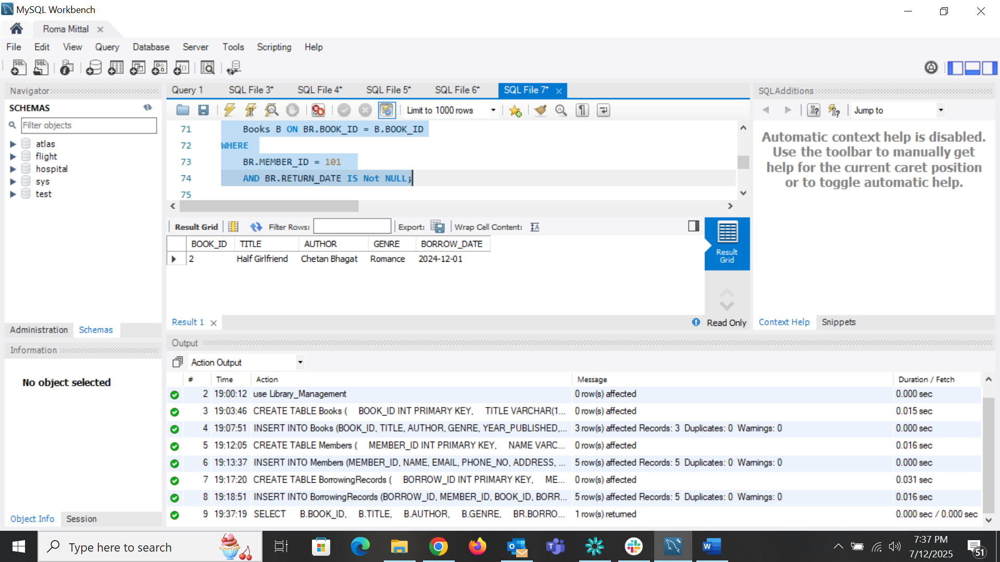 MySQL Workbench
Roma Mittal
File Edit View Query Database Server Tools Scripting Help
Navigator
SCHEMAS
Filter objects
atlas
flight
hospital
sys
test
Administration Schemas
Information
No object selected
Object Info Session
Query 1 SQL File 3* SQL File 4* SQL File 5* SQL File 6* SQL File 7*
Limit to 1000 rows
71 Books B ON BR.BOOK_ID = B.BOOK_ID
72 WHERE
73 BR.MEMBER_ID = 101
74 AND BR.RETURN_DATE IS Not NULL;
75
Result Grid Filter Rows: Export: Wrap Cell Content:
BOOK_ID TITLE AUTHOR GENRE BORROW_DATE
2 Half Girlfriend Chetan Bhagat Romance 2024-12-01
Result Grid
Result 1
Read Only
SQLAdditions
Jump to
Automatic context help is disabled.
Use the toolbar to manually get
help for the current caret position
or to toggle automatic help.
Context Help Snippets
Output
Action Output
# Time Action Message Duration / Fetch
2 19:00:12 use Library_Management 0 row(s) affected 0.000 sec
3 19:03:46 CREATE TABLE Books ( BOOK_ID INT PRIMARY KEY, TITLE VARCHAR(1... 0 row(s) affected 0.015 sec
4 19:07:51 INSERT INTO Books (BOOK_ID, TITLE, AUTHOR, GENRE, YEAR_PUBLISHED,... 3 row(s) affected Records: 3 Duplicates: 0 Warnings: 0 0.000 sec
5 19:12:05 CREATE TABLE Members ( MEMBER_ID INT PRIMARY KEY, NAME VARC... 0 row(s) affected 0.016 sec
6 19:13:37 INSERT INTO Members (MEMBER_ID, NAME, EMAIL, PHONE_NO, ADDRESS, ... 5 row(s) affected Records: 5 Duplicates: 0 Warnings: 0 0.000 sec
7 19:17:20 CREATE TABLE BorrowingRecords ( BORROW_ID INT PRIMARY KEY, ME... 0 row(s) affected 0.031 sec
8 19:18:51 INSERT INTO BorrowingRecords (BORROW_ID, MEMBER_ID, BOOK_ID, BORR... 5 row(s) affected Records: 5 Duplicates: 0 Warnings: 0 0.016 sec
9 19:37:19 SELECT B.BOOK_ID, B.TITLE, B.AUTHOR, B.GENRE, BR.BORRO... 1 row(s) returned 0.000 sec / 0.000 sec
Type here to search
7:37 PM
7/12/2025
51